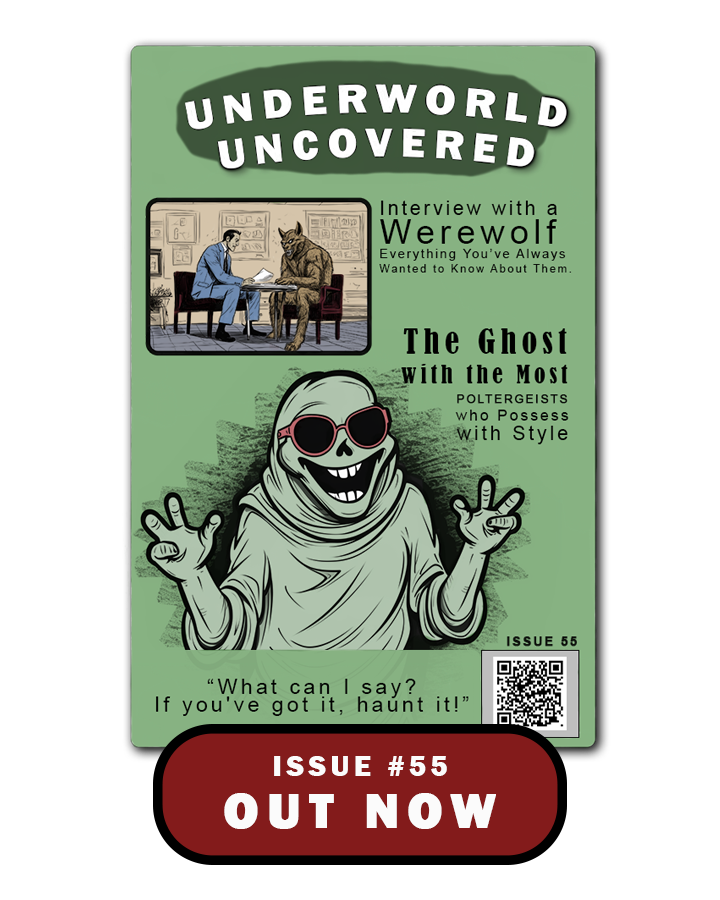 UNDERWORLD
UNCOVERED
Interview with a
Werewolf
Everything You've Always
Wanted to Know About Them.
The Ghost
with the Most
POLTERGEISTS
who Possess
with Style
ISSUE 55
“What can I say?
If you've got it, haunt it!”
ISSUE #55
OUT NOW